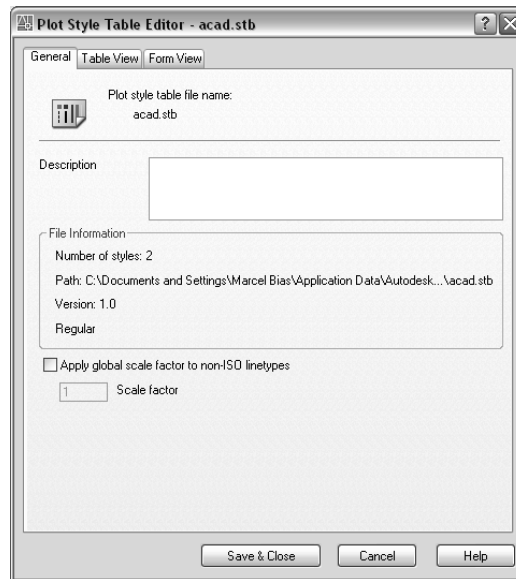 Plot Style Table Editor - acad.stb
General Table View Form View
Plot style table file name:
acad.stb
Description
File Information
Number of styles: 2
Path: C:\Documents and Settings\Marcel Bias\Application Data\Autodesk...\acad.stb
Version: 1.0
Regular
Apply global scale factor to non-ISO linetypes
1 Scale factor
Save & Close Cancel Help